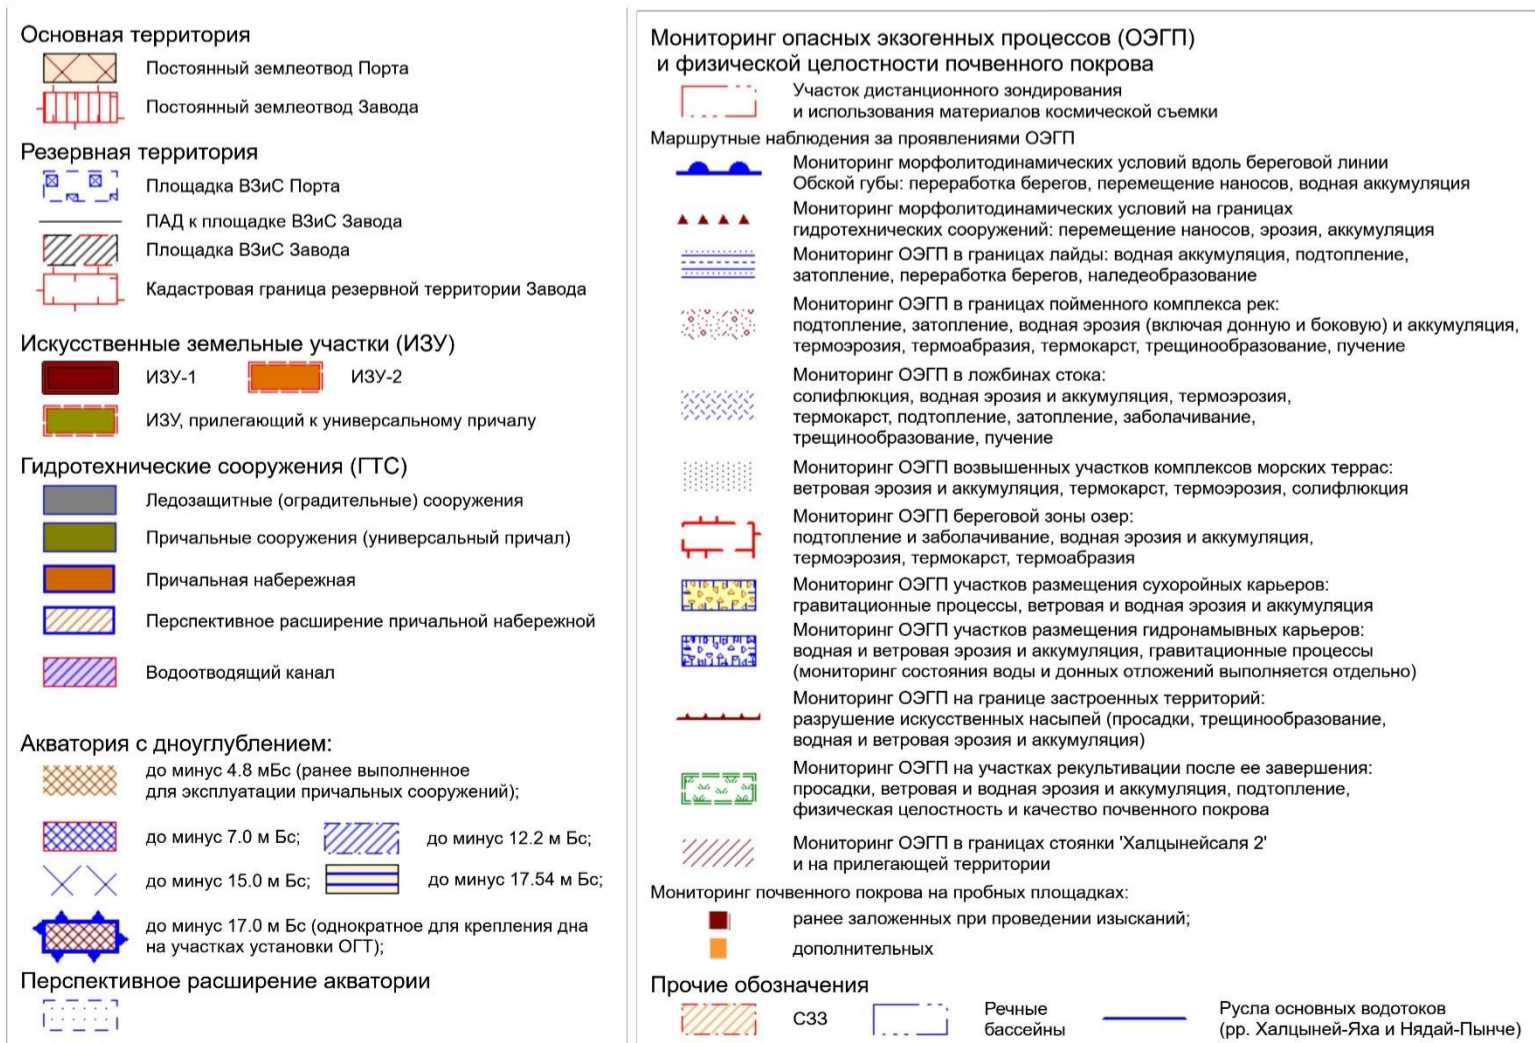 Основная территория
Постоянный землеотвод Порта
Постоянный землеотвод Завода
Резервная территория
Площадка ВЗиС Порта
ПАД к площадке ВЗиС Завода
Площадка ВЗиС Завода
Кадастровая граница резервной территории Завода
Искусственные земельные участки (ИЗУ)
ИЗУ-1
ИЗУ-2
ИЗУ, прилегающий к универсальному причалу
Гидротехнические сооружения (ГТС)
Ледозащитные (оградительные) сооружения
Причальные сооружения (универсальный причал)
Причальная набережная
Перспективное расширение причальной набережной
Водоотводящий канал
Акватория с дноуглублением:
до минус 4.8 мБс (ранее выполненное
для эксплуатации причальных сооружений);
до минус 7.0 м Бс;
до минус 12.2 м Бс;
до минус 15.0 м Бс;
до минус 17.54 м Бс;
до минус 17.0 м Бс (однократное для крепления дна
на участках установки ОГТ);
Перспективное расширение акватории
Мониторинг опасных экзогенных процессов (ОЭГП)
и физической целостности почвенного покрова
Участок дистанционного зондирования
и использования материалов космической съемки
Маршрутные наблюдения за проявлениями ОЭГП
Мониторинг морфолитодинамических условий вдоль береговой линии
Обской губы: переработка берегов, перемещение наносов, водная аккумуляция
Мониторинг морфолитодинамических условий на границах
гидротехнических сооружений: перемещение наносов, эрозия, аккумуляция
Мониторинг ОЭГП в границах лайды: водная аккумуляция, подтопление,
затопление, переработка берегов, наледеобразование
Мониторинг ОЭГП в границах пойменного комплекса рек:
подтопление, затопление, водная эрозия (включая донную и боковую) и аккумуляция,
термоэрозия, термоабразия, термокарст, трещинообразование, пучение
Мониторинг ОЭГП в ложбинах стока:
солифлюкция, водная эрозия и аккумуляция, термоэрозия,
термокарст, подтопление, затопление, заболачивание,
трещинообразование, пучение
Мониторинг ОЭГП возвышенных участков комплексов морских террас:
ветровая эрозия и аккумуляция, термокарст, термоэрозия, солифлюкция
Мониторинг ОЭГП береговой зоны озер:
подтопление и заболачивание, водная эрозия и аккумуляция,
термоэрозия, термокарст, термоабразия
Мониторинг ОЭГП участков размещения сухоройных карьеров:
гравитационные процессы, ветровая и водная эрозия и аккумуляция
Мониторинг ОЭГП участков размещения гидронамывных карьеров:
водная и ветровая эрозия и аккумуляция, гравитационные процессы
(мониторинг состояния воды и донных отложений выполняется отдельно)
Мониторинг ОЭГП на границе застроенных территорий:
разрушение искусственных насыпей (просадки, трещинообразование,
водная и ветровая эрозия и аккумуляция)
Мониторинг ОЭГП на участках рекультивации после ее завершения:
просадки, ветровая и водная эрозия и аккумуляция, подтопление,
физическая целостность и качество почвенного покрова
Мониторинг ОЭГП в границах стоянки 'Халцынейсаля 2'
и на прилегающей территории
Мониторинг почвенного покрова на пробных площадках:
ранее заложенных при проведении изысканий;
дополнительных
Прочие обозначения
СЗЗ
Речные
бассейны
Русла основных водотоков
(рр. Халцыней-Яха и Нядай-Пынче)